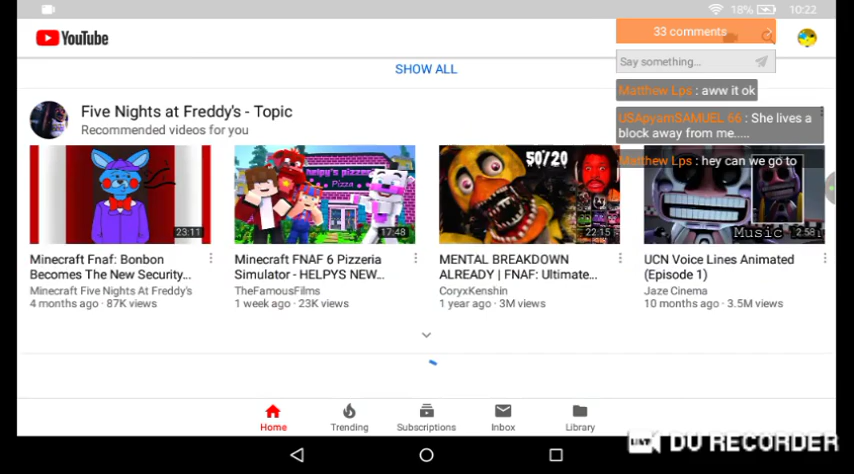 18% 10:22
YouTube
33 comments
Say something...
SHOW ALL
Matthew Lps : aww it ok
USApyamSAMUEL 66 : She lives a
block away from me.....
Matthew Lps : hey can we go to
Five Nights at Freddy's - Topic
Recommended videos for you
23:11
Minecraft Fnaf: Bonbon
Becomes The New Security...
Minecraft Five Nights At Freddy's
4 months ago · 87K views
helpy's pizzeria
Pizza
17:48
Minecraft FNAF 6 Pizzeria
Simulator - HELPYS NEW...
TheFamousFilms
1 week ago · 23K views
50/20
22:15
MENTAL BREAKDOWN
ALREADY | FNAF: Ultimate...
CoryxKenshin
1 year ago · 3M views
Music
2:58
UCN Voice Lines Animated
(Episode 1)
Jaze Cinema
10 months ago · 3.5M views
Home
Trending
Subscriptions
Inbox
Library
LIVE
DU RECORDER